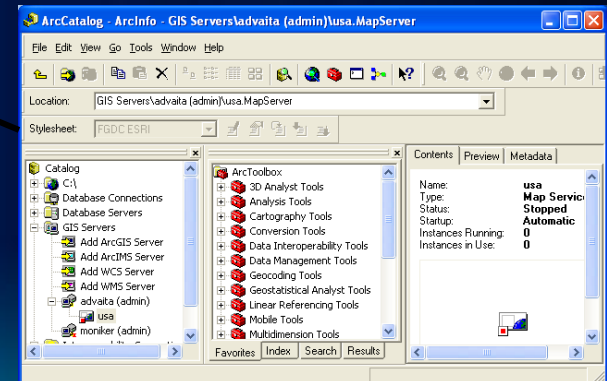 ArcCatalog - ArcInfo - GIS Servers\advaita (admin)\usa.MapServer
File Edit View Go Tools Window Help
Location: GIS Servers\advaita (admin)\usa.MapServer
Stylesheet: FGDC ESRI
Catalog
C:\
Database Connections
Database Servers
GIS Servers
Add ArcGIS Server
Add ArcIMS Server
Add WCS Server
Add WMS Server
advaita (admin)
usa
moniker (admin)
ArcToolbox
3D Analyst Tools
Analysis Tools
Cartography Tools
Conversion Tools
Data Interoperability Tools
Data Management Tools
Geocoding Tools
Geostatistical Analyst Tools
Linear Referencing Tools
Mobile Tools
Multidimension Tools
Favorites Index Search Results
Contents Preview Metadata
Name: usa
Type: Map Servic
Status: Stopped
Startup: Automatic
Instances Running: 0
Instances in Use: 0